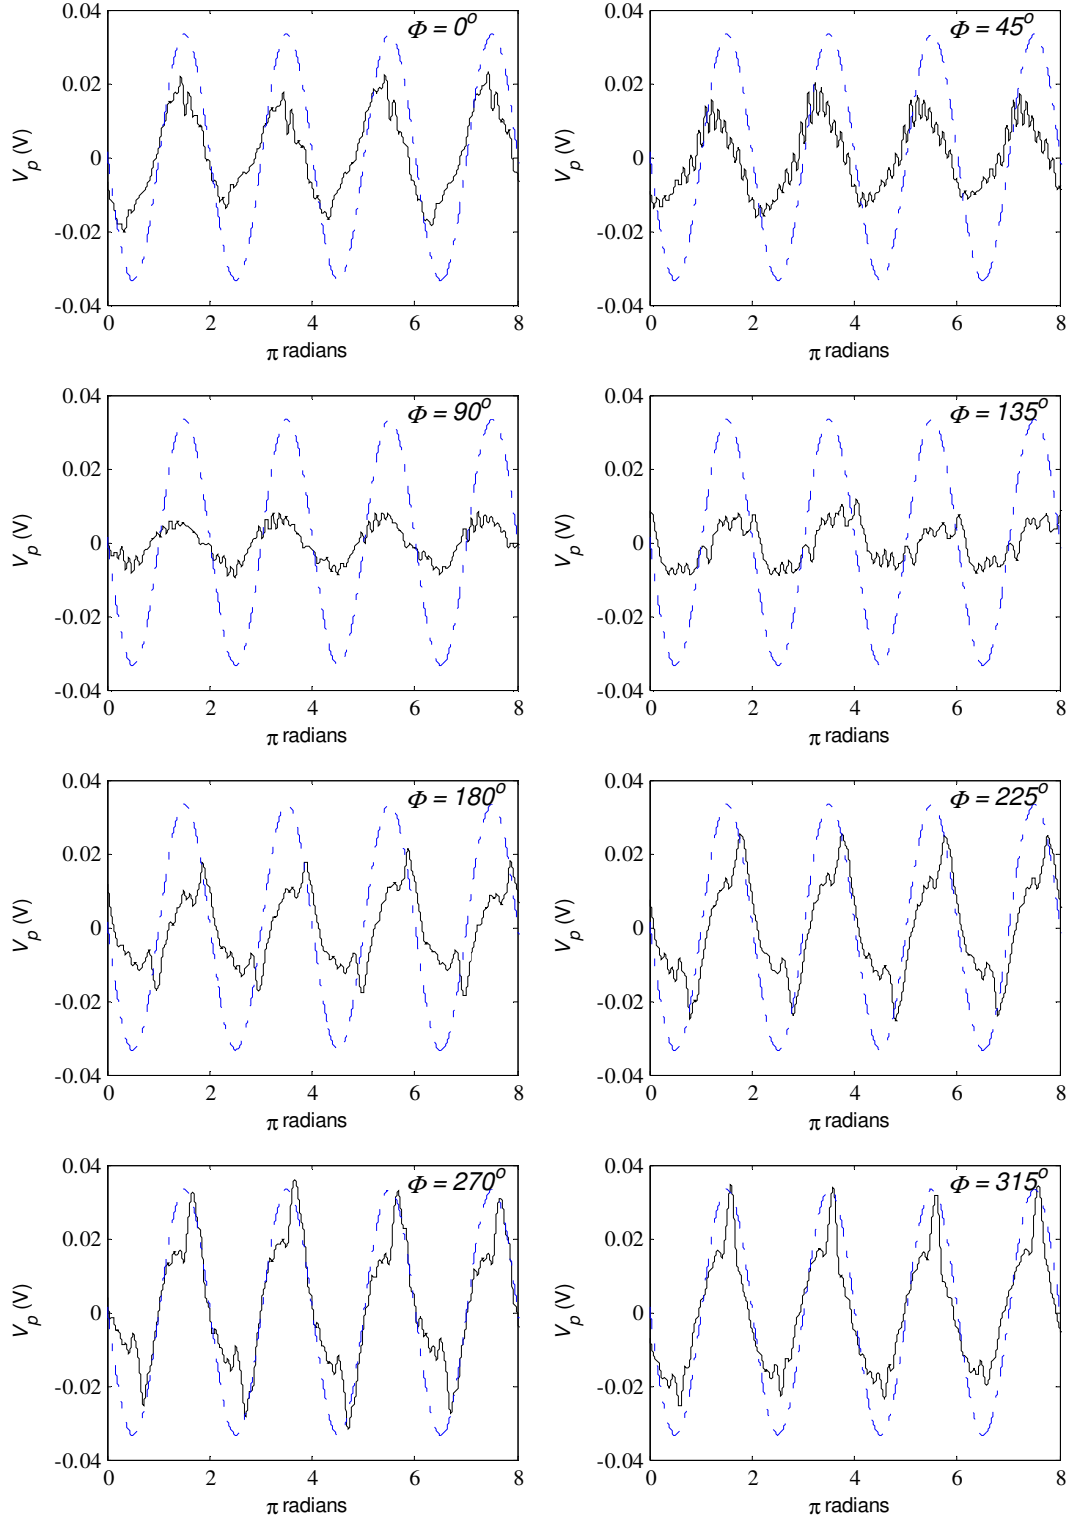 0.04
0.02
0
-0.02
-0.04
V_p (V)
Φ = 0°
0 2 4 6 8
π radians
0.04
0.02
0
-0.02
-0.04
V_p (V)
Φ = 45°
0 2 4 6 8
π radians
0.04
0.02
0
-0.02
-0.04
V_p (V)
Φ = 90°
0 2 4 6 8
π radians
0.04
0.02
0
-0.02
-0.04
V_p (V)
Φ = 135°
0 2 4 6 8
π radians
0.04
0.02
0
-0.02
-0.04
V_p (V)
Φ = 180°
0 2 4 6 8
π radians
0.04
0.02
0
-0.02
-0.04
V_p (V)
Φ = 225°
0 2 4 6 8
π radians
0.04
0.02
0
-0.02
-0.04
V_p (V)
Φ = 270°
0 2 4 6 8
π radians
0.04
0.02
0
-0.02
-0.04
V_p (V)
Φ = 315°
0 2 4 6 8
π radians